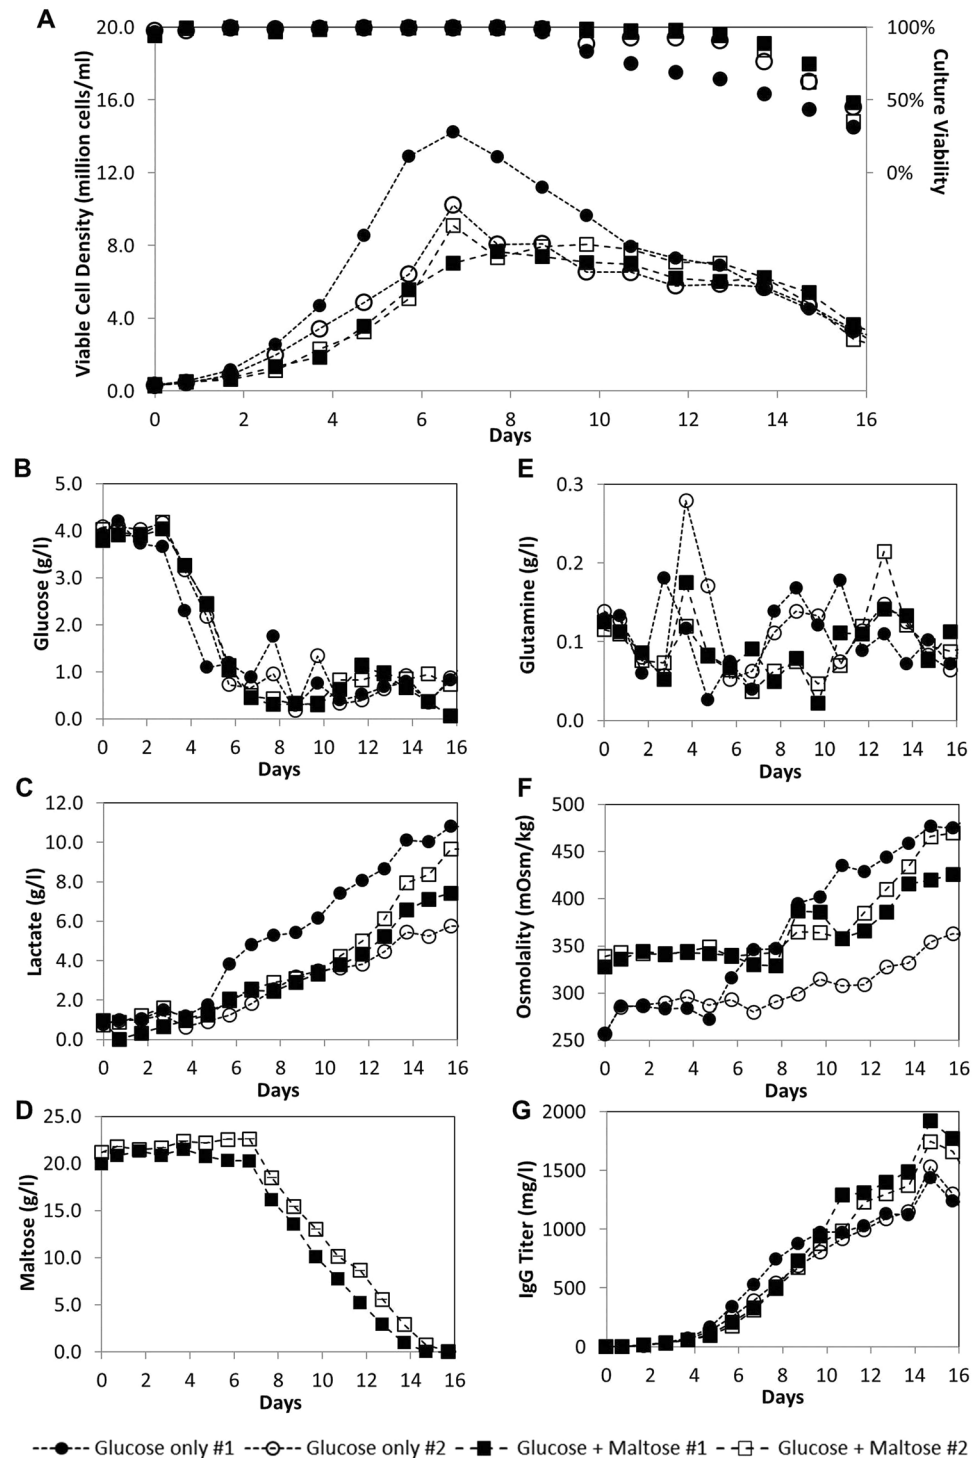 A
Viable Cell Density (million cells/ml)
20.0
16.0
12.0
8.0
4.0
0.0
100%
50%
0%
Culture Viability
0 2 4 6 8 10 12 14 16
Days
B
Glucose (g/l)
5.0
4.0
3.0
2.0
1.0
0.0
0 2 4 6 8 10 12 14 16
Days
E
Glutamine (g/l)
0.3
0.2
0.1
0.0
0 2 4 6 8 10 12 14 16
Days
C
Lactate (g/l)
12.0
10.0
8.0
6.0
4.0
2.0
0.0
0 2 4 6 8 10 12 14 16
Days
F
Osmolality (mOsm/kg)
500
450
400
350
300
250
0 2 4 6 8 10 12 14 16
Days
D
Maltose (g/l)
25.0
20.0
15.0
10.0
5.0
0.0
0 2 4 6 8 10 12 14 16
Days
G
IgG Titer (mg/l)
2000
1500
1000
500
0
0 2 4 6 8 10 12 14 16
Days
Glucose only #1 Glucose only #2 Glucose + Maltose #1 Glucose + Maltose #2